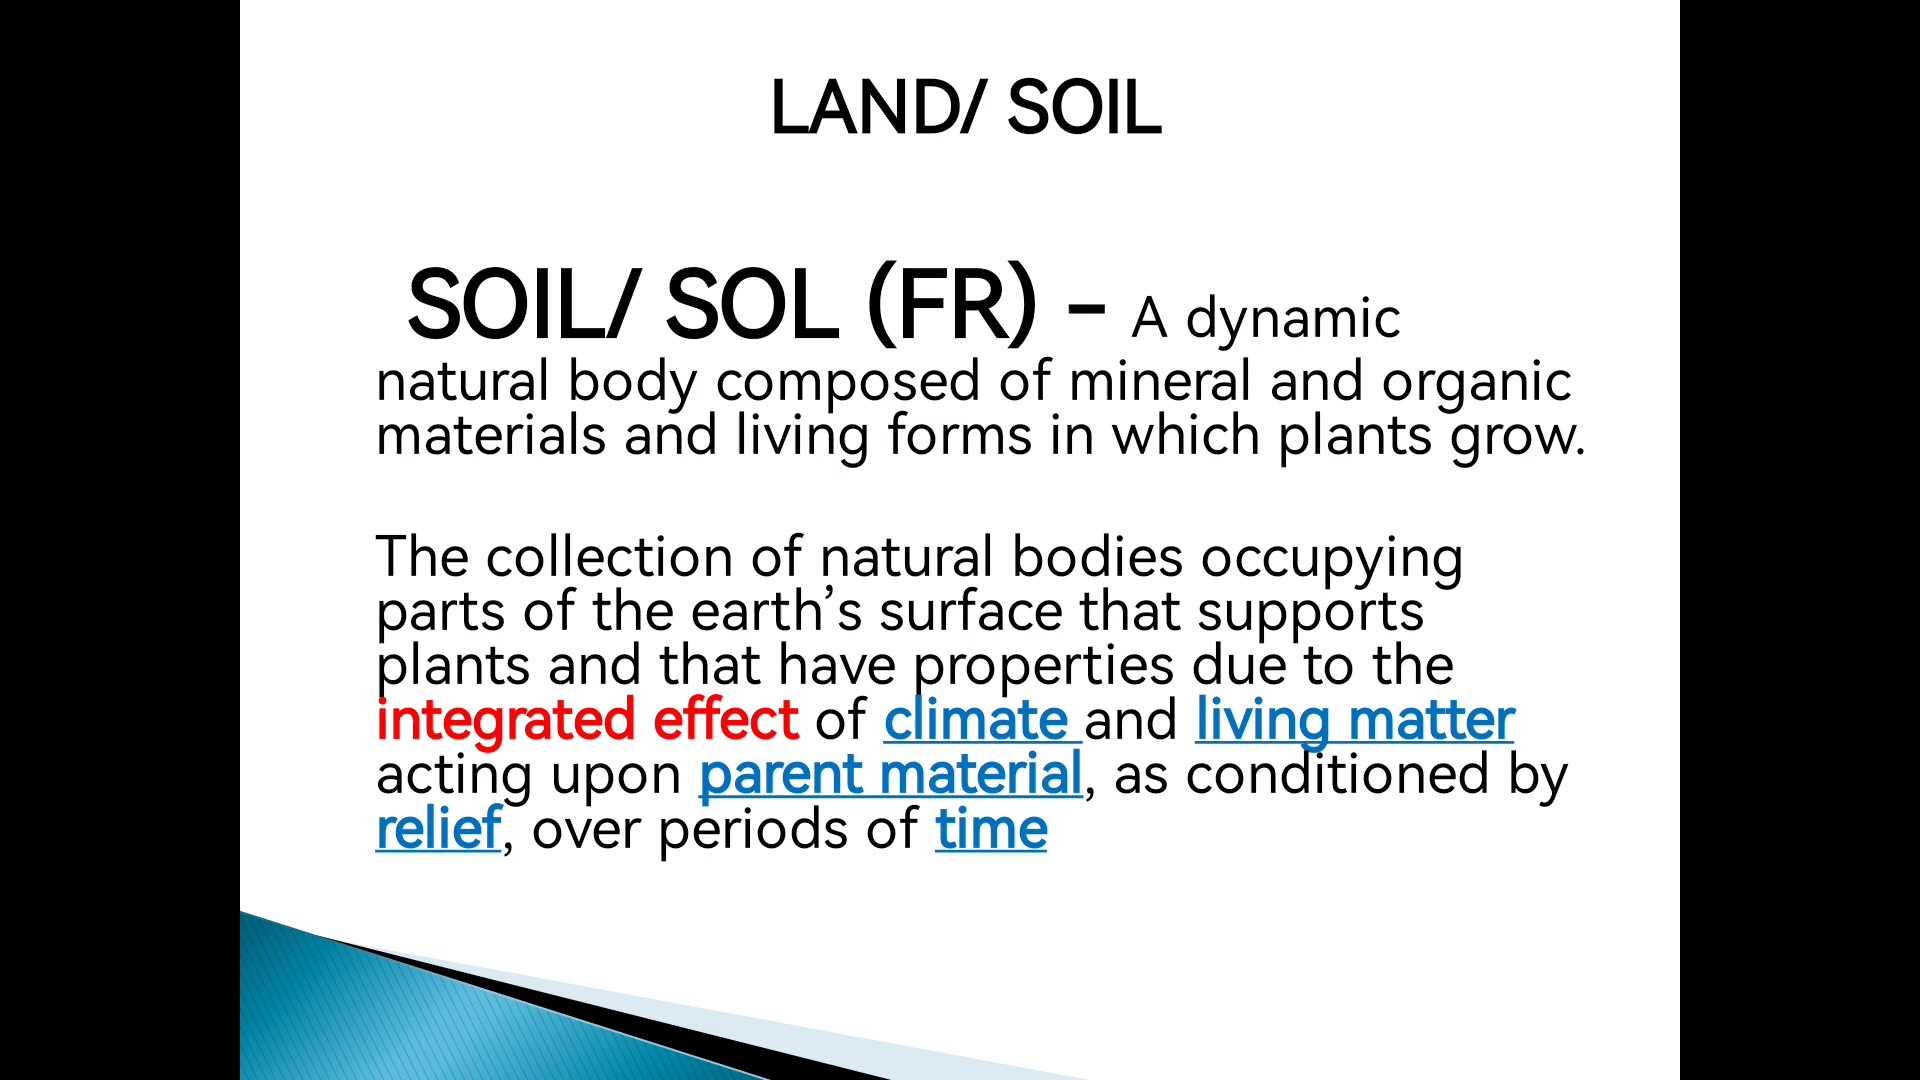 LAND/ SOIL
SOIL/ SOL (FR) – A dynamic
natural body composed of mineral and organic
materials and living forms in which plants grow.
The collection of natural bodies occupying
parts of the earth’s surface that supports
plants and that have properties due to the
integrated effect of climate and living matter
acting upon parent material, as conditioned by
relief, over periods of time